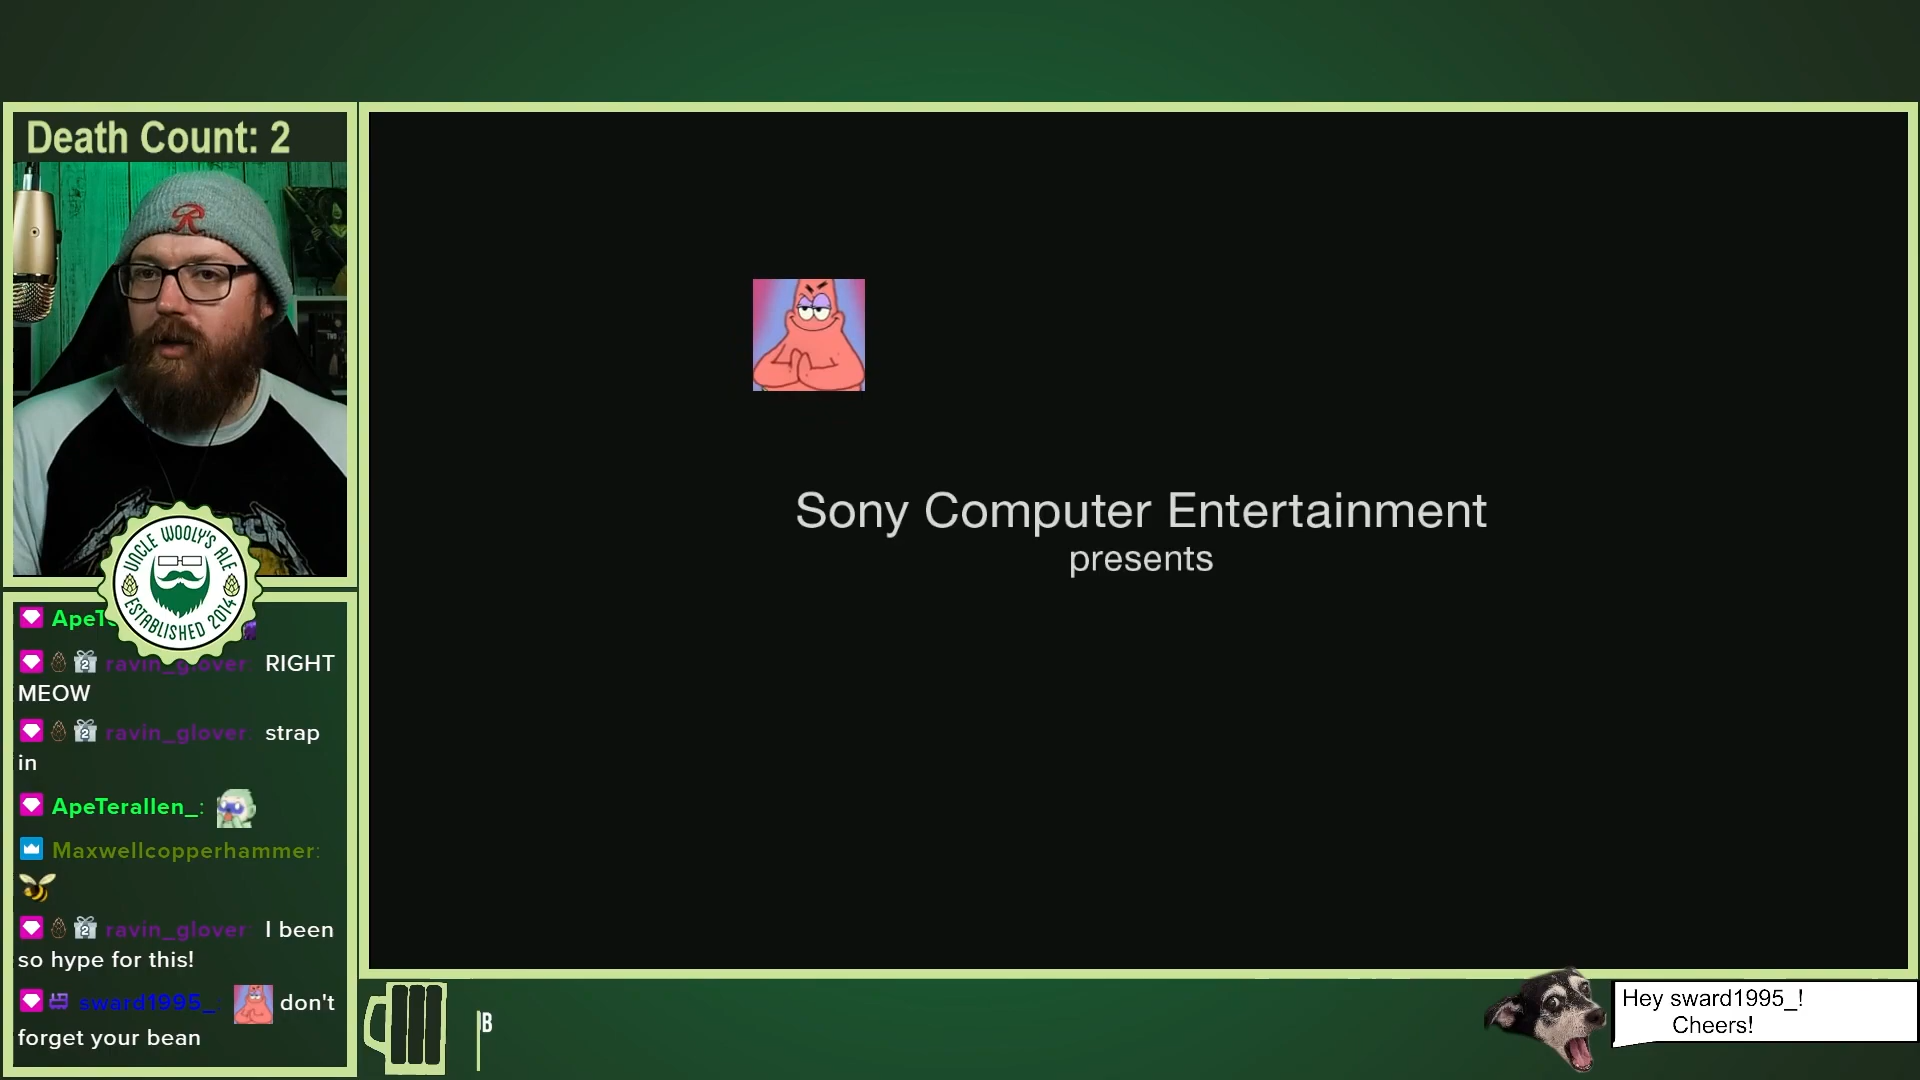 Death Count: 2
R
UNCLE WOOLY'S ALE
ESTABLISHED 2014
ravin_glover: RIGHT
MEOW
ravin_glover: strap
in
ApeTerallen_:
Maxwellcopperhammer:
ravin_glover: I been
so hype for this!
sward1995_: don't
forget your bean
Sony Computer Entertainment
presents
B
Hey sward1995_!
Cheers!